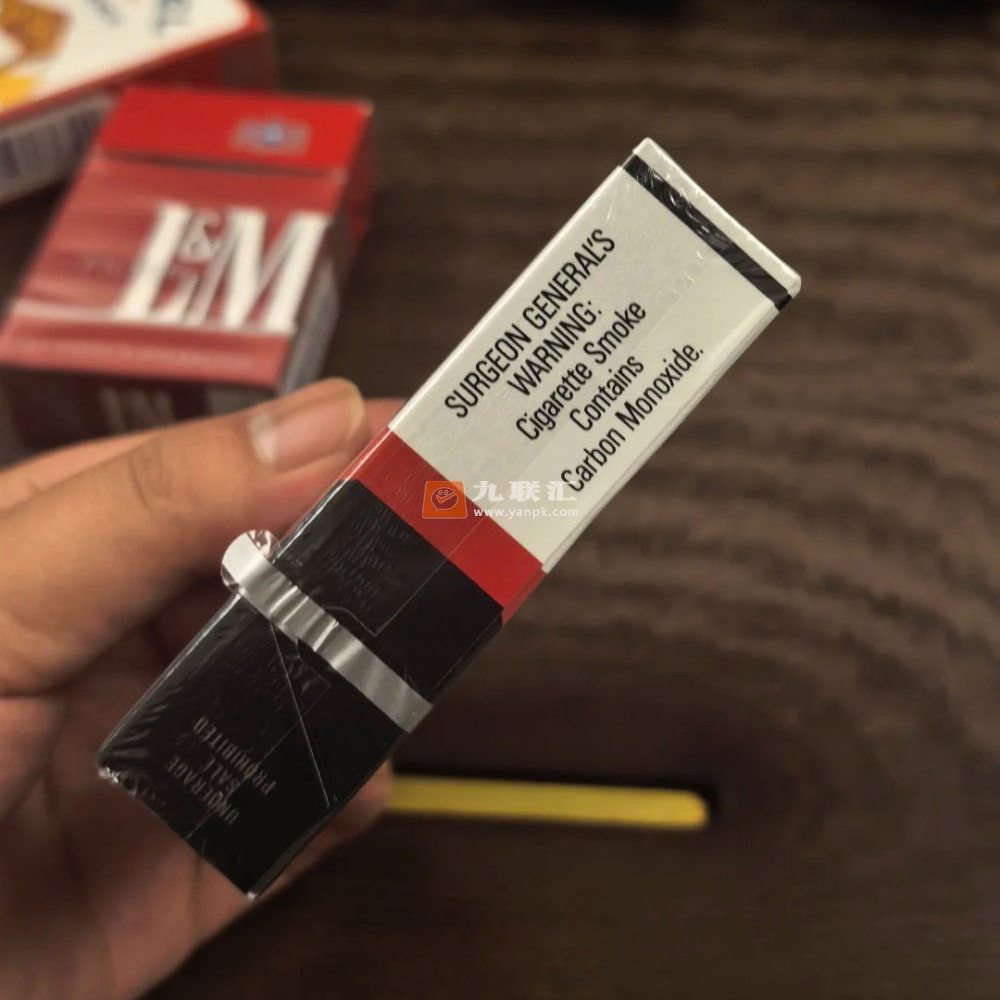 L&M
SURGEON GENERAL'S
WARNING:
Cigarette Smoke
Contains
Carbon Monoxide.
九联汇
www.yanpk.com
UNDERAGE
SALE
PROHIBITED